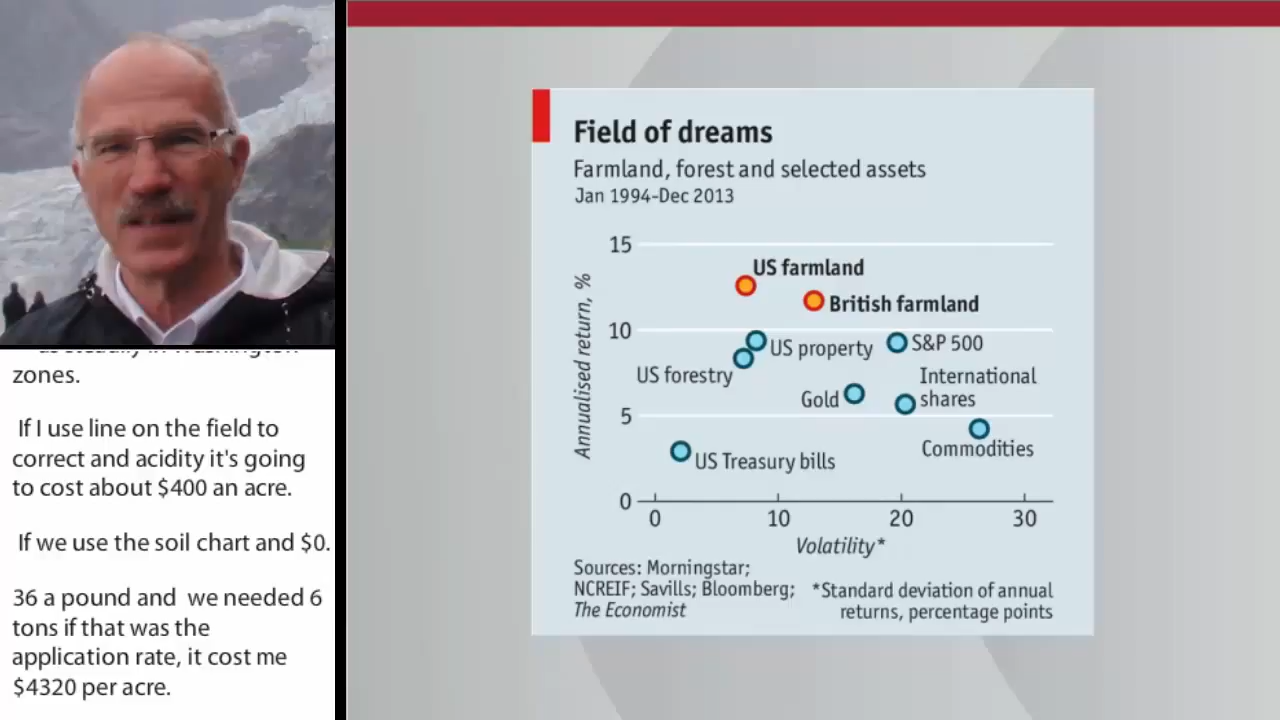 zones.
If I use line on the field to
correct and acidity it's going
to cost about $400 an acre.
If we use the soil chart and $0.
36 a pound and  we needed 6
tons if that was the
application rate, it cost me
$4320 per acre.
Field of dreams
Farmland, forest and selected assets
Jan 1994-Dec 2013
Annualised return, %
15
10
5
0
US farmland
British farmland
US property
S&P 500
US forestry
International
shares
Gold
Commodities
US Treasury bills
0
10
20
30
Volatility*
Sources: Morningstar;
NCREIF; Savills; Bloomberg;
The Economist
*Standard deviation of annual
returns, percentage points